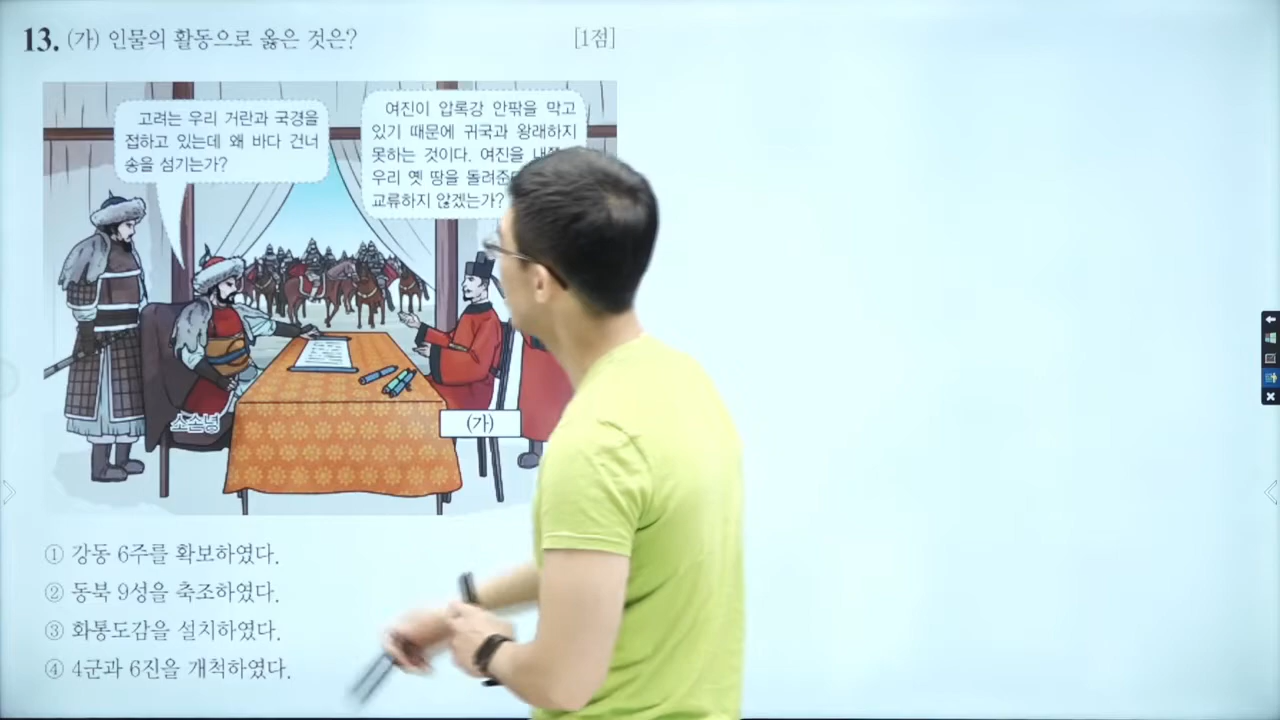 13. (가) 인물의 활동으로 옳은 것은? [1점]
고려는 우리 거란과 국경을
접하고 있는데 왜 바다 건너
송을 섬기는가?
여진이 압록강 안팎을 막고
있기 때문에 귀국과 왕래하지
못하는 것이다. 여진을
우리 옛 땅을
교류하지 않겠는가?
소손녕
(가)
① 강동 6주를 확보하였다.
② 동북 9성을 축조하였다.
③ 화통도감을 설치하였다.
④ 4군과 6진을 개척하였다.